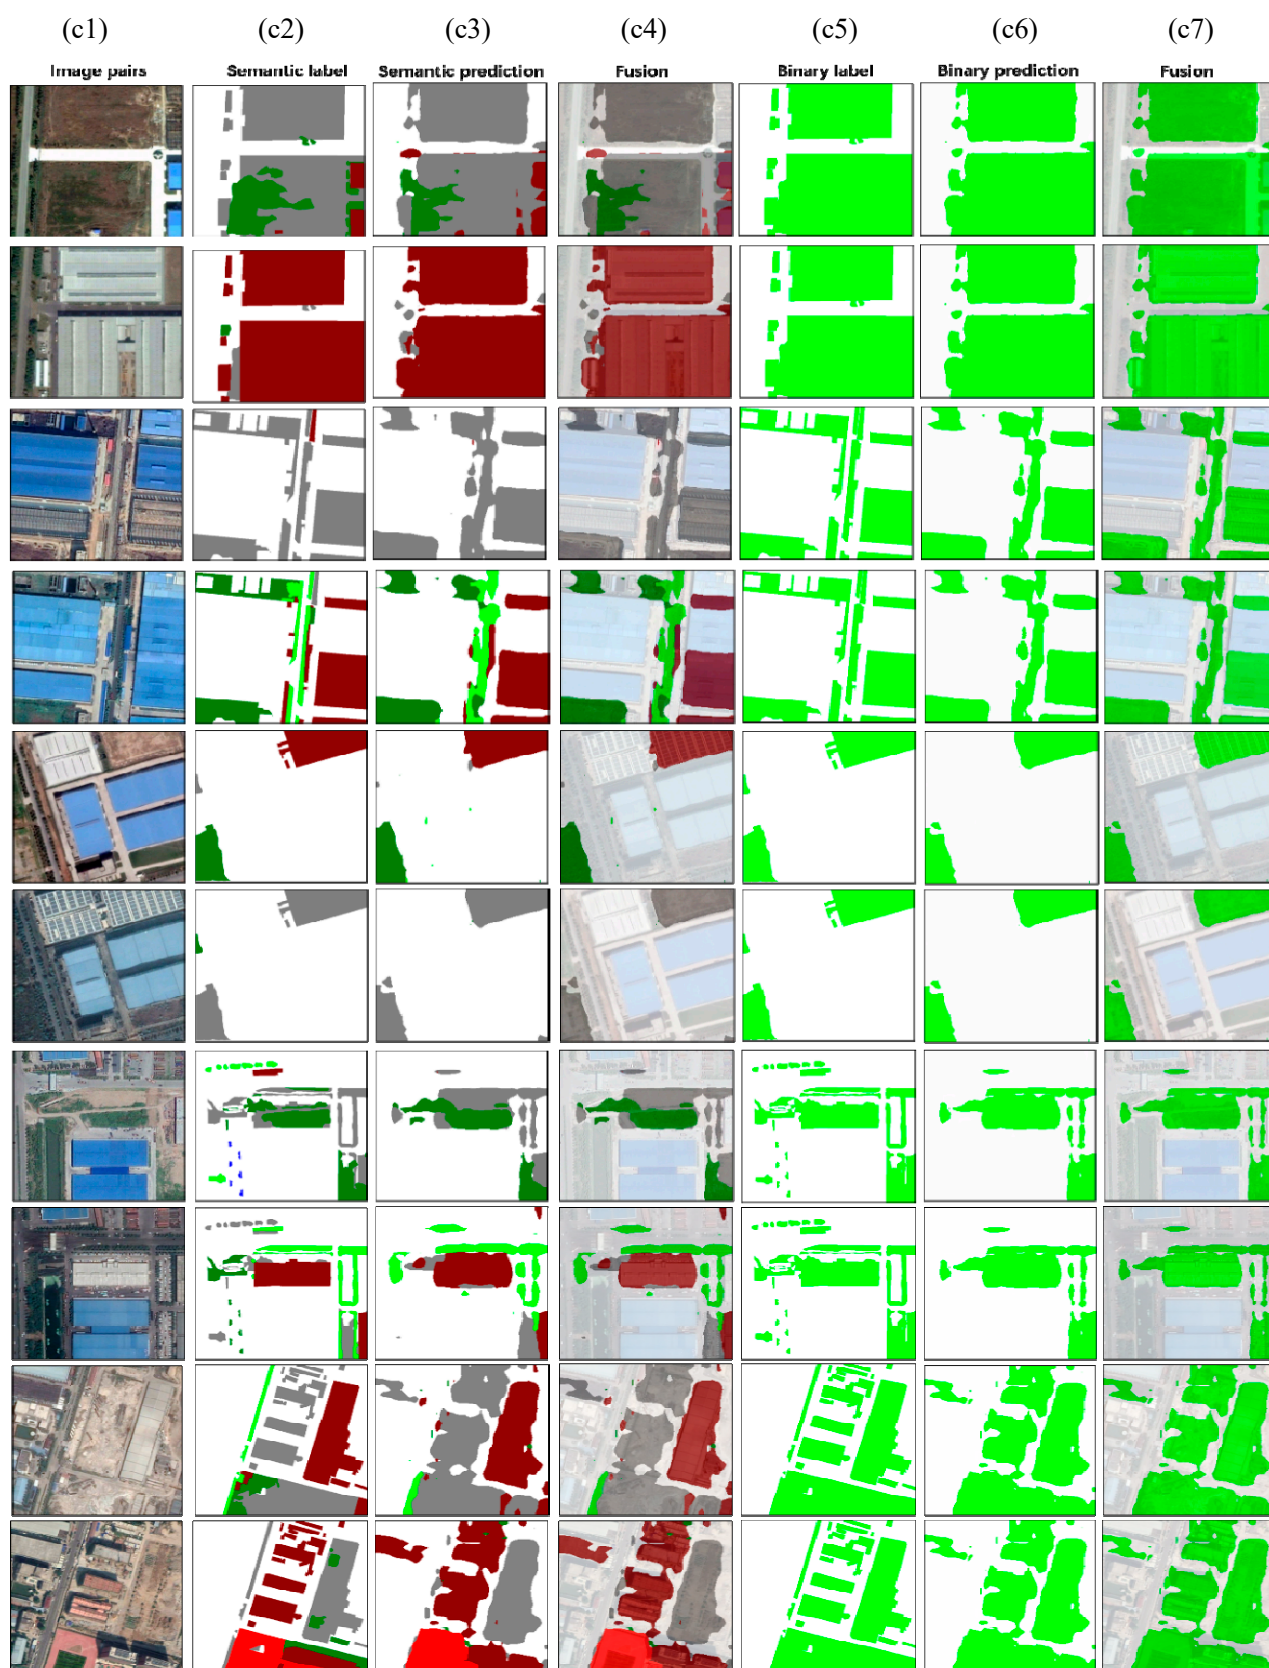 (c1) (c2) (c3) (c4) (c5) (c6) (c7)
Image pairs Semantic label Semantic prediction Fusion Binary label Binary prediction Fusion